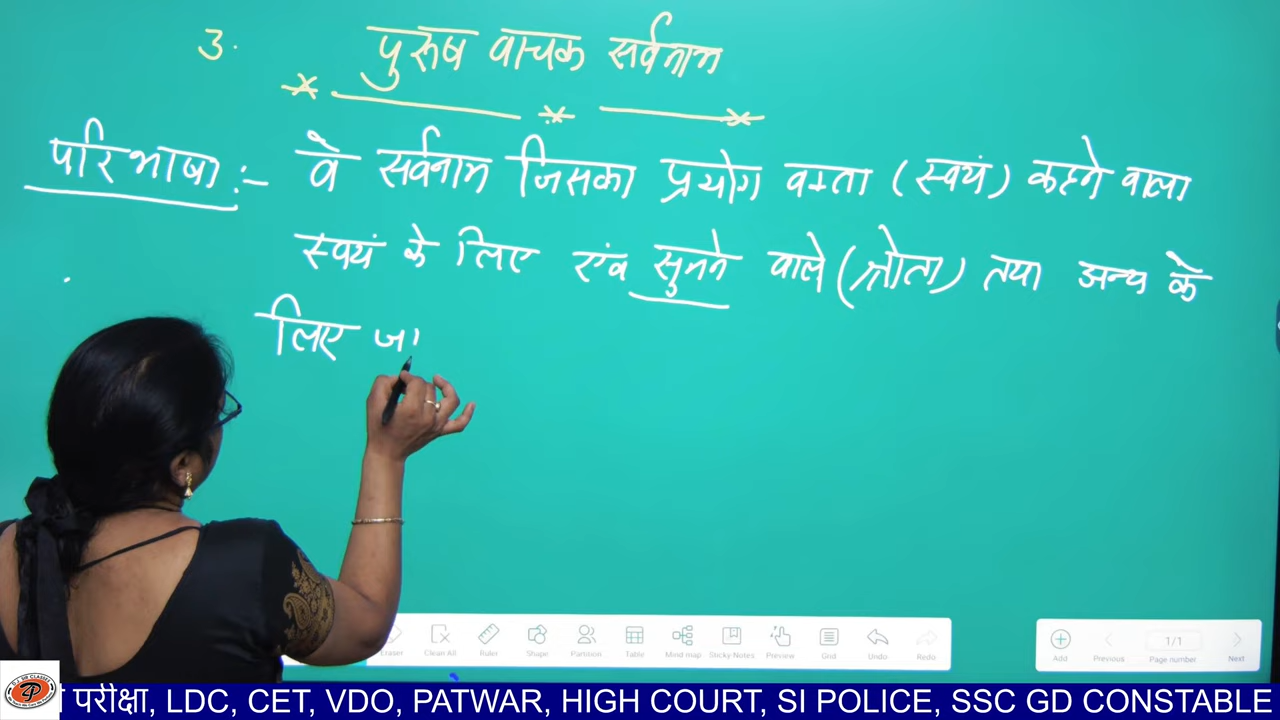 3. पुरूष वाचक सर्वनाम
परिभाषा :- वे सर्वनाम जिसका प्रयोग वक्ता (स्वयं) कहने वाला
स्वयं के लिए एंव सुनने वाले (श्रोता) तथा अन्य के
लिए जा
Eraser Clean All Ruler Shape Partition Table Mind map Sticky Notes Preview Grid Undo Redo
Add Previous 1/1 Page number Next
परीक्षा, LDC, CET, VDO, PATWAR, HIGH COURT, SI POLICE, SSC GD CONSTABLE